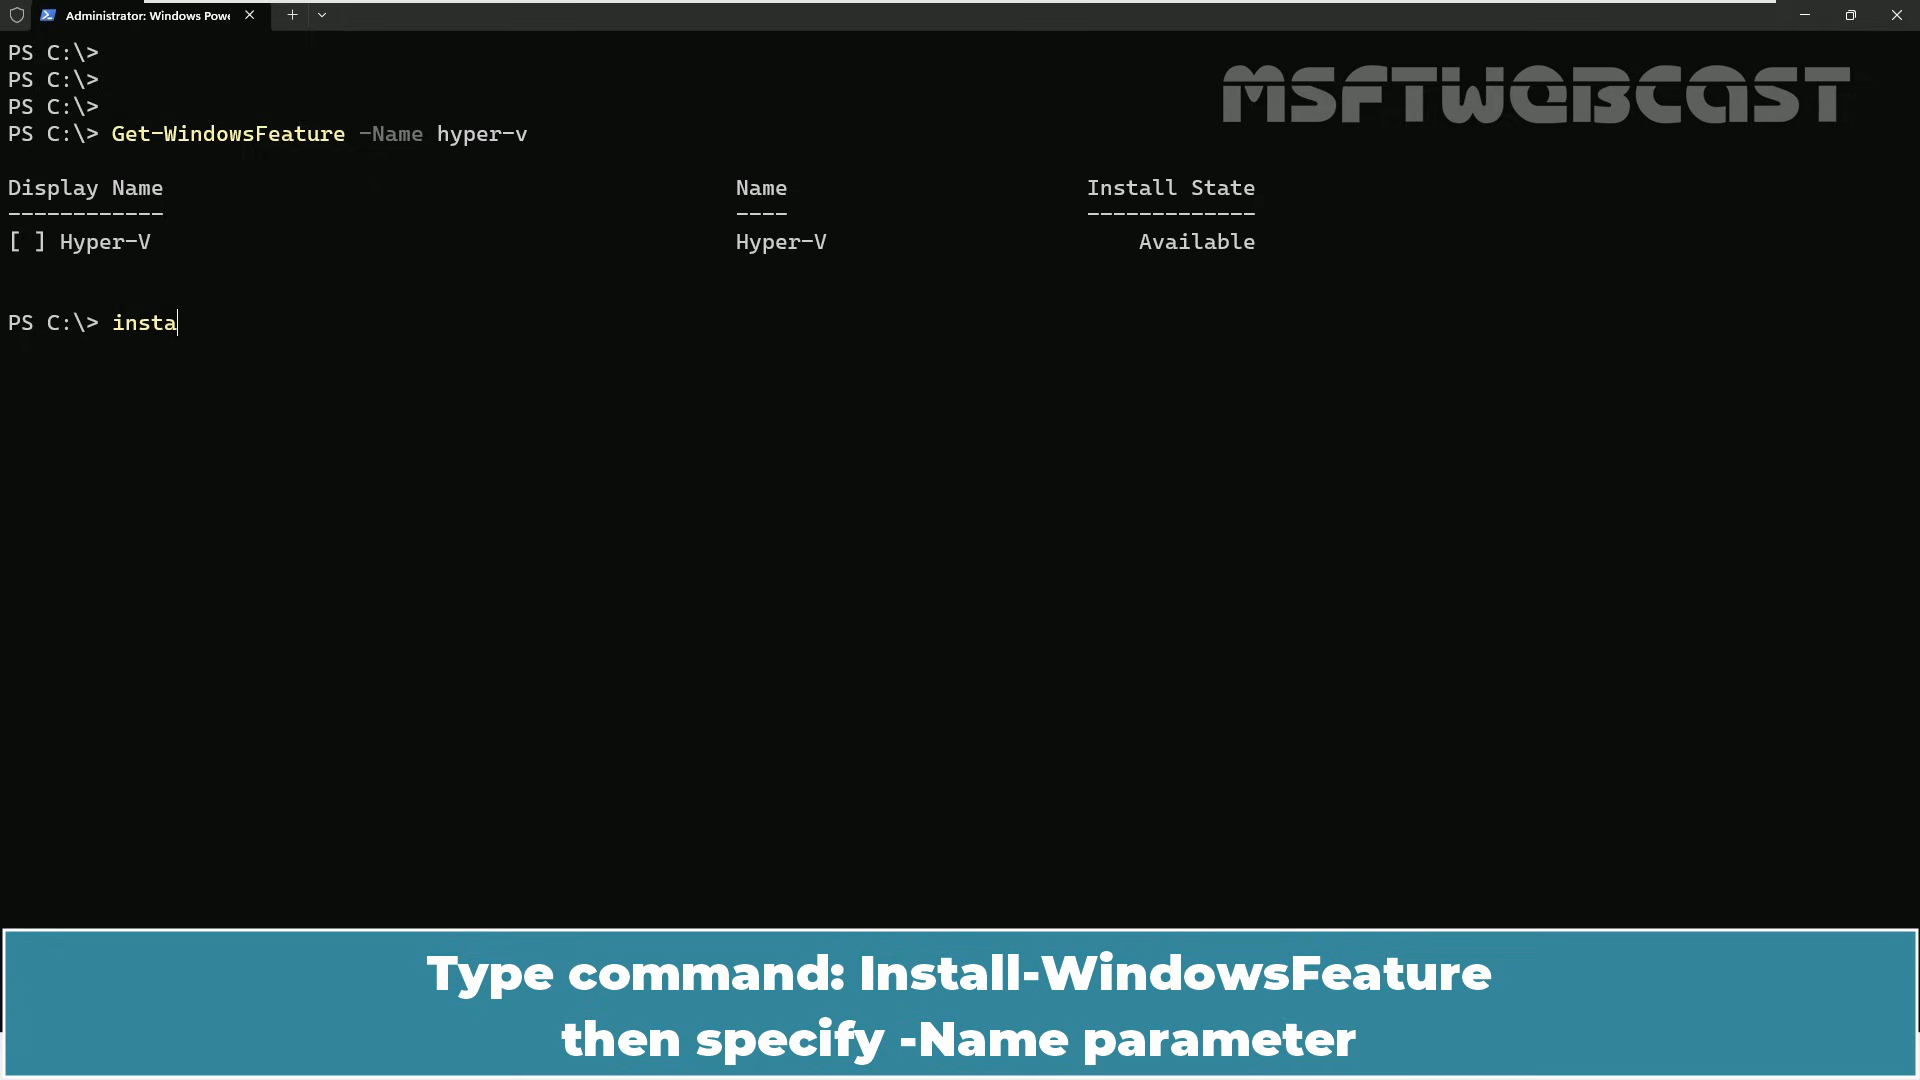 Administrator: Windows Powe
MSFTWEBCAST
PS C:\>
PS C:\>
PS C:\>
PS C:\> Get-WindowsFeature -Name hyper-v
Display Name Name Install State
------------ ---- -------------
[ ] Hyper-V Hyper-V Available
PS C:\> insta
Type command: Install-WindowsFeature
then specify -Name parameter